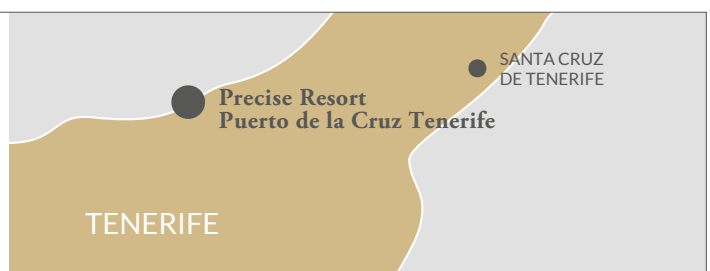 SANTA CRUZ
DE TENERIFE
Precise Resort
Puerto de la Cruz Tenerife
TENERIFE